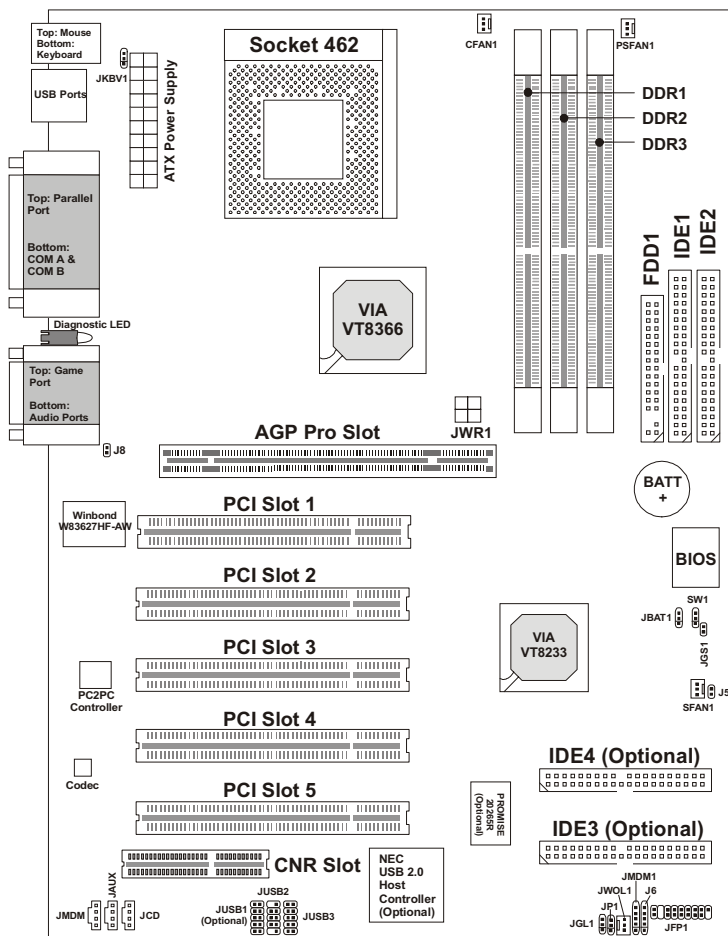 Top: Mouse
Bottom:
Keyboard
JKBV1
USB Ports
ATX Power Supply
Socket 462
CFAN1
PSFAN1
DDR1
DDR2
DDR3
Top: Parallel
Port
Bottom:
COM A &
COM B
Diagnostic LED
Top: Game
Port
Bottom:
Audio Ports
J8
VIA
VT8366
FDD1
IDE1
IDE2
JWR1
AGP Pro Slot
BATT
+
Winbond
W83627HF-AW
PCI Slot 1
BIOS
PCI Slot 2
SW1
JBAT1
JGS1
VIA
VT8233
PCI Slot 3
PC2PC
Controller
SFAN1
J5
PCI Slot 4
IDE4 (Optional)
Codec
PCI Slot 5
PROMISE
20265R
(Optional)
IDE3 (Optional)
CNR Slot
NEC
USB 2.0
Host
Controller
(Optional)
JMDM
JAUX
JCD
JUSB2
JUSB1
(Optional)
JUSB3
JMDM1
JWOL1
J6
JP1
JGL1
JFP1